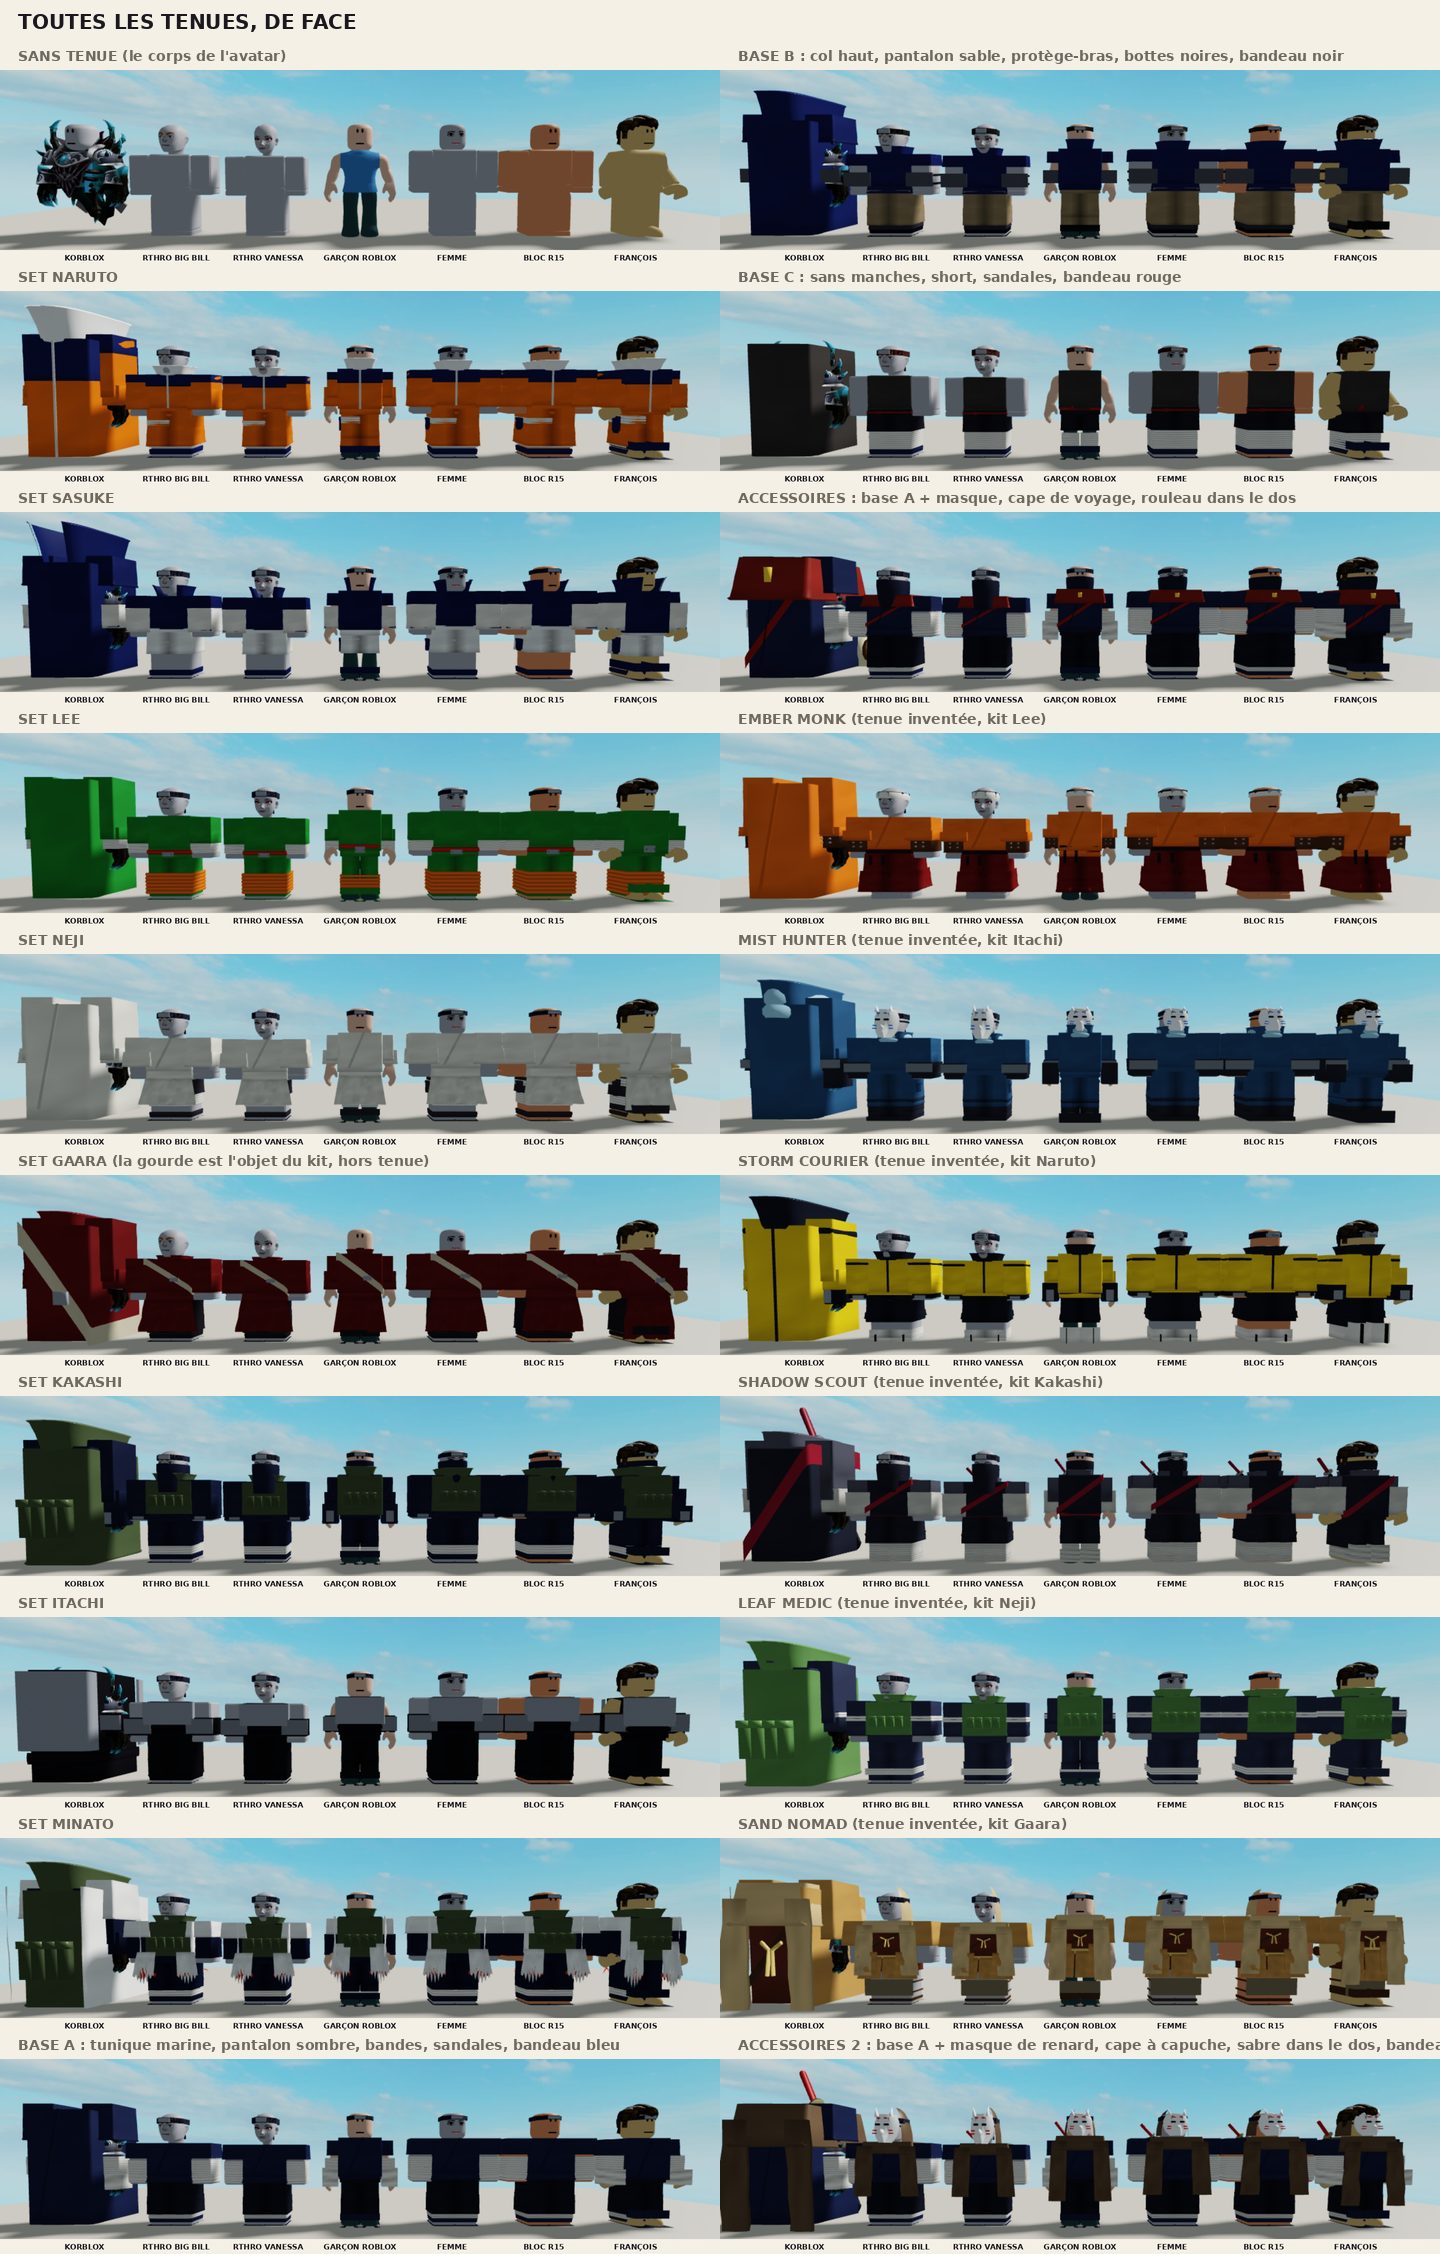 TOUTES LES TENUES, DE FACE
SANS TENUE (le corps de l'avatar)
KORBLOX RTHRO BIG BILL RTHRO VANESSA GARÇON ROBLOX FEMME BLOC R15 FRANÇOIS
SET NARUTO
KORBLOX RTHRO BIG BILL RTHRO VANESSA GARÇON ROBLOX FEMME BLOC R15 FRANÇOIS
SET SASUKE
KORBLOX RTHRO BIG BILL RTHRO VANESSA GARÇON ROBLOX FEMME BLOC R15 FRANÇOIS
SET LEE
KORBLOX RTHRO BIG BILL RTHRO VANESSA GARÇON ROBLOX FEMME BLOC R15 FRANÇOIS
SET NEJI
KORBLOX RTHRO BIG BILL RTHRO VANESSA GARÇON ROBLOX FEMME BLOC R15 FRANÇOIS
SET GAARA (la gourde est l'objet du kit, hors tenue)
KORBLOX RTHRO BIG BILL RTHRO VANESSA GARÇON ROBLOX FEMME BLOC R15 FRANÇOIS
SET KAKASHI
KORBLOX RTHRO BIG BILL RTHRO VANESSA GARÇON ROBLOX FEMME BLOC R15 FRANÇOIS
SET ITACHI
KORBLOX RTHRO BIG BILL RTHRO VANESSA GARÇON ROBLOX FEMME BLOC R15 FRANÇOIS
SET MINATO
KORBLOX RTHRO BIG BILL RTHRO VANESSA GARÇON ROBLOX FEMME BLOC R15 FRANÇOIS
BASE A : tunique marine, pantalon sombre, bandes, sandales, bandeau bleu
KORBLOX RTHRO BIG BILL RTHRO VANESSA GARÇON ROBLOX FEMME BLOC R15 FRANÇOIS
BASE B : col haut, pantalon sable, protège-bras, bottes noires, bandeau noir
KORBLOX RTHRO BIG BILL RTHRO VANESSA GARÇON ROBLOX FEMME BLOC R15 FRANÇOIS
BASE C : sans manches, short, sandales, bandeau rouge
KORBLOX RTHRO BIG BILL RTHRO VANESSA GARÇON ROBLOX FEMME BLOC R15 FRANÇOIS
ACCESSOIRES : base A + masque, cape de voyage, rouleau dans le dos
KORBLOX RTHRO BIG BILL RTHRO VANESSA GARÇON ROBLOX FEMME BLOC R15 FRANÇOIS
EMBER MONK (tenue inventée, kit Lee)
KORBLOX RTHRO BIG BILL RTHRO VANESSA GARÇON ROBLOX FEMME BLOC R15 FRANÇOIS
MIST HUNTER (tenue inventée, kit Itachi)
KORBLOX RTHRO BIG BILL RTHRO VANESSA GARÇON ROBLOX FEMME BLOC R15 FRANÇOIS
STORM COURIER (tenue inventée, kit Naruto)
KORBLOX RTHRO BIG BILL RTHRO VANESSA GARÇON ROBLOX FEMME BLOC R15 FRANÇOIS
SHADOW SCOUT (tenue inventée, kit Kakashi)
KORBLOX RTHRO BIG BILL RTHRO VANESSA GARÇON ROBLOX FEMME BLOC R15 FRANÇOIS
LEAF MEDIC (tenue inventée, kit Neji)
KORBLOX RTHRO BIG BILL RTHRO VANESSA GARÇON ROBLOX FEMME BLOC R15 FRANÇOIS
SAND NOMAD (tenue inventée, kit Gaara)
KORBLOX RTHRO BIG BILL RTHRO VANESSA GARÇON ROBLOX FEMME BLOC R15 FRANÇOIS
ACCESSOIRES 2 : base A + masque de renard, cape à capuche, sabre dans le dos, bandea
KORBLOX RTHRO BIG BILL RTHRO VANESSA GARÇON ROBLOX FEMME BLOC R15 FRANÇOIS